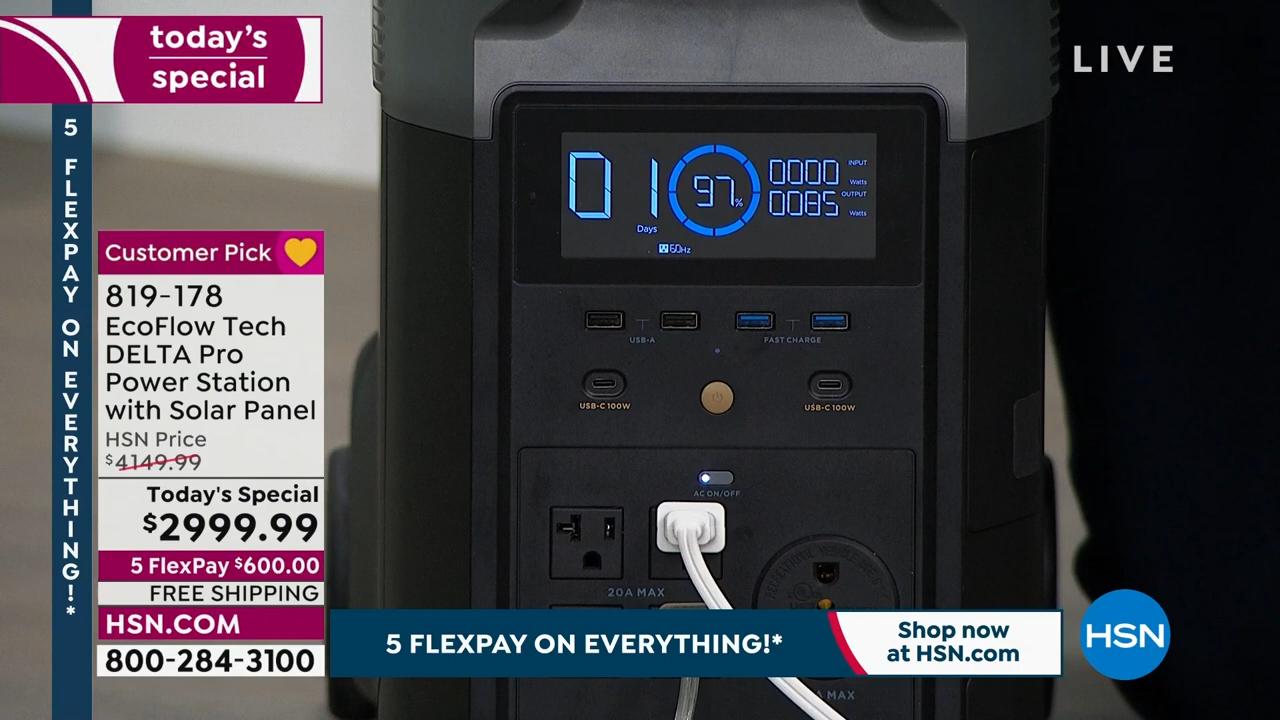 today's
special
LIVE
5 FLEXPAY ON EVERYTHING!*
Customer Pick
819-178
EcoFlow Tech
DELTA Pro
Power Station
with Solar Panel
HSN Price
$4149.99
Today's Special
$2999.99
5 FlexPay $600.00
FREE SHIPPING
HSN.COM
800-284-3100
01
Days
97%
0000
INPUT
Watts
0085
OUTPUT
Watts
60Hz
USB-A
FAST CHARGE
USB-C 100W
USB-C 100W
AC ON/OFF
20A MAX
A MAX
5 FLEXPAY ON EVERYTHING!*
Shop now
at HSN.com
HSN